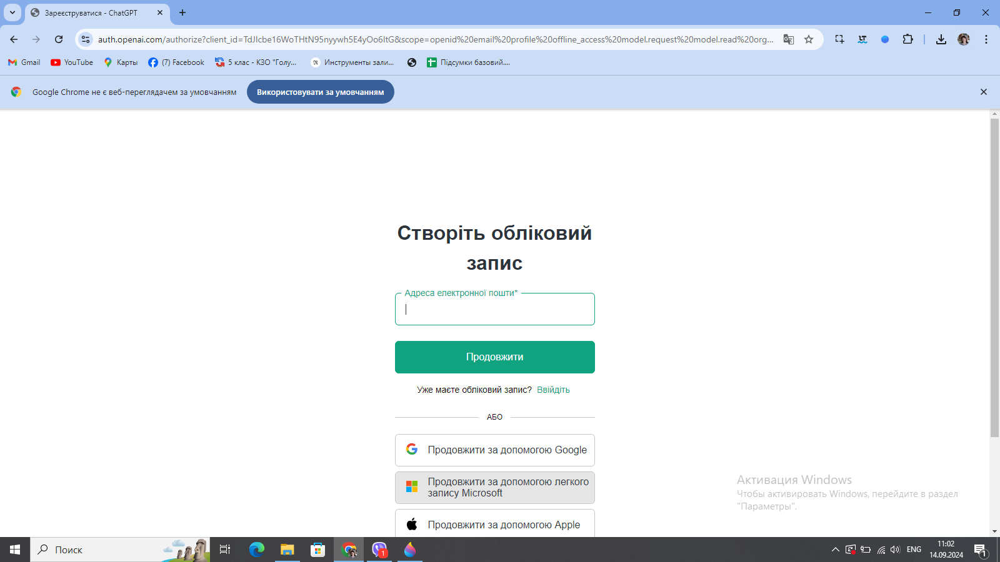 Зареєструватися - ChatGPT
auth.openai.com/authorize?client_id=TdJIcbe16WoTHtN95nyywh5E4yOo6ItG&scope=openid%20email%20profile%20offline_access%20model.request%20model.read%20org...
Gmail YouTube Карты (7) Facebook 5 клас - КЗО "Голу... Инструменты зали... Підсумки базовий....
Google Chrome не є веб-переглядачем за умовчанням Використовувати за умовчанням
Створіть обліковий
запис
Адреса електронної пошти*
Продовжити
Уже маєте обліковий запис? Ввійдіть
АБО
Продовжити за допомогою Google
Продовжити за допомогою легкого
запису Microsoft
Продовжити за допомогою Apple
Активация Windows
Чтобы активировать Windows, перейдите в раздел
"Параметры".
Поиск
1
ENG
11:02
14.09.2024
1